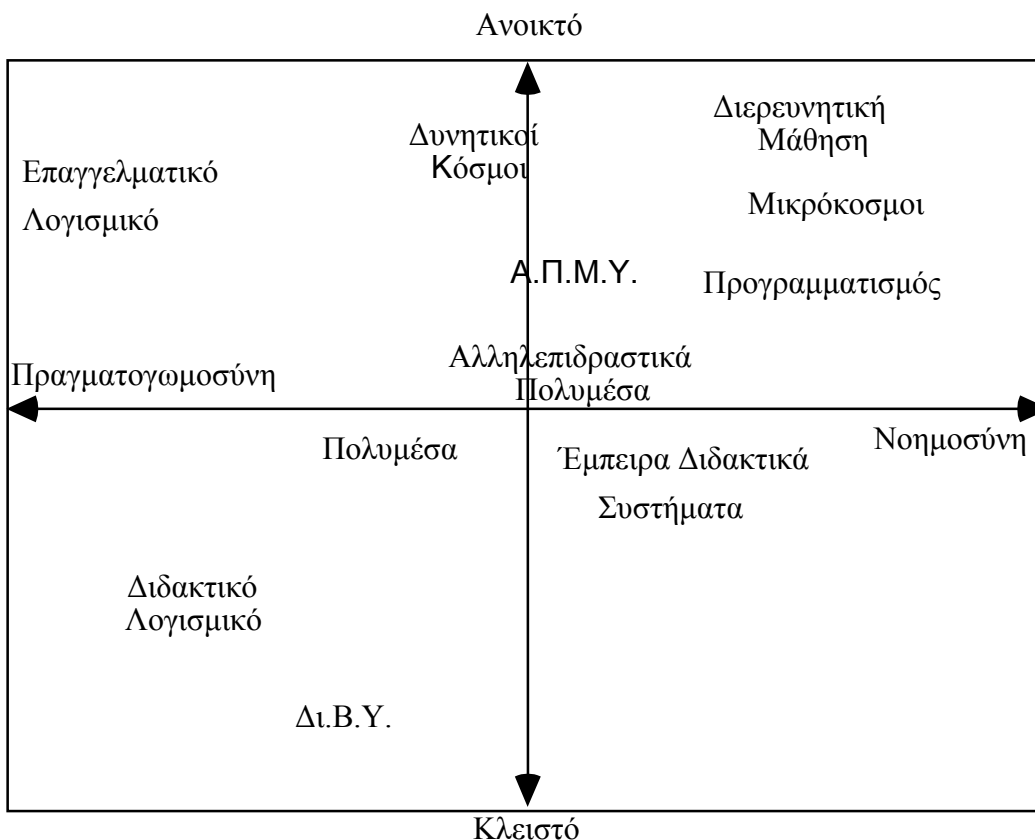 Ανοικτό
Διερευνητική
Μάθηση
Δυνητικοί
Κόσμοι
Επαγγελματικό
Λογισμικό
Μικρόκοσμοι
Α.Π.Μ.Υ.
Προγραμματισμός
Αλληλεπιδραστικά
Πολυμέσα
Πραγματογωμοσύνη
Νοημοσύνη
Πολυμέσα
Έμπειρα Διδακτικά
Συστήματα
Διδακτικό
Λογισμικό
Δι.Β.Υ.
Κλειστό